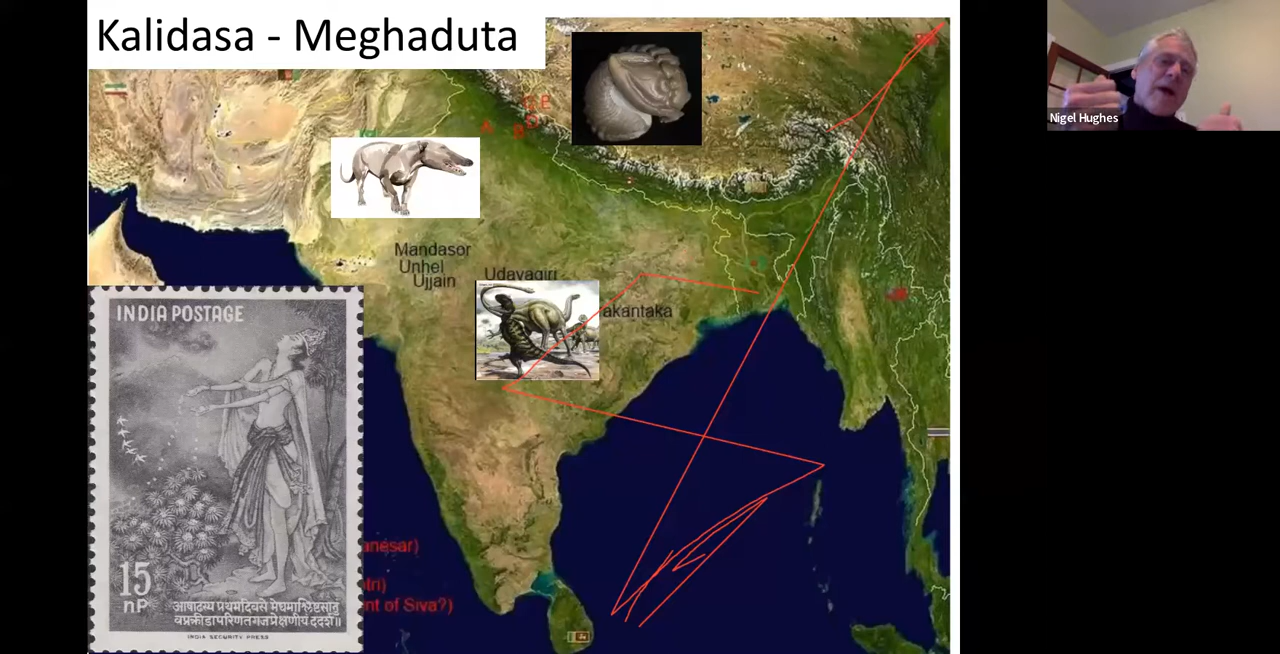 Kalidasa - Meghaduta
Nigel Hughes
A
B
D
E
Mandasor
Unhel
Ujjain
Udayagiri
akantaka
INDIA POSTAGE
15
nP
आषाढस्य प्रथमदिवसे मेघमाश्लिष्टसानु
वप्रक्रीडापरिणतगजप्रेक्षणीयं ददर्श॥
INDIA SECURITY PRESS
anesar)
tri)
nt of Siva?)